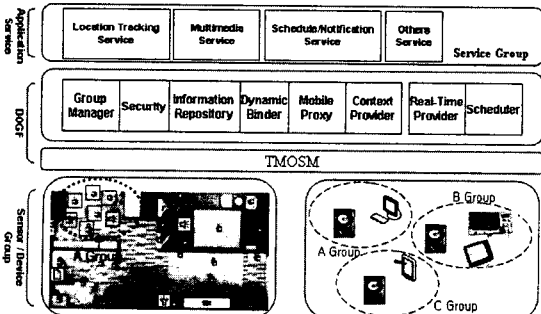 Application
Service
Location Tracking
Service
Multimedia
Service
Schedule/Notification
Service
Others
Service
Service Group
DOGF
Group
Manager
Security
Information
Repository
Dynamic
Binder
Mobile
Proxy
Context
Provider
Real-Time
Provider
Scheduler
TMOSM
Sensor / Device
Group
A Group
A Group
B Group
C Group